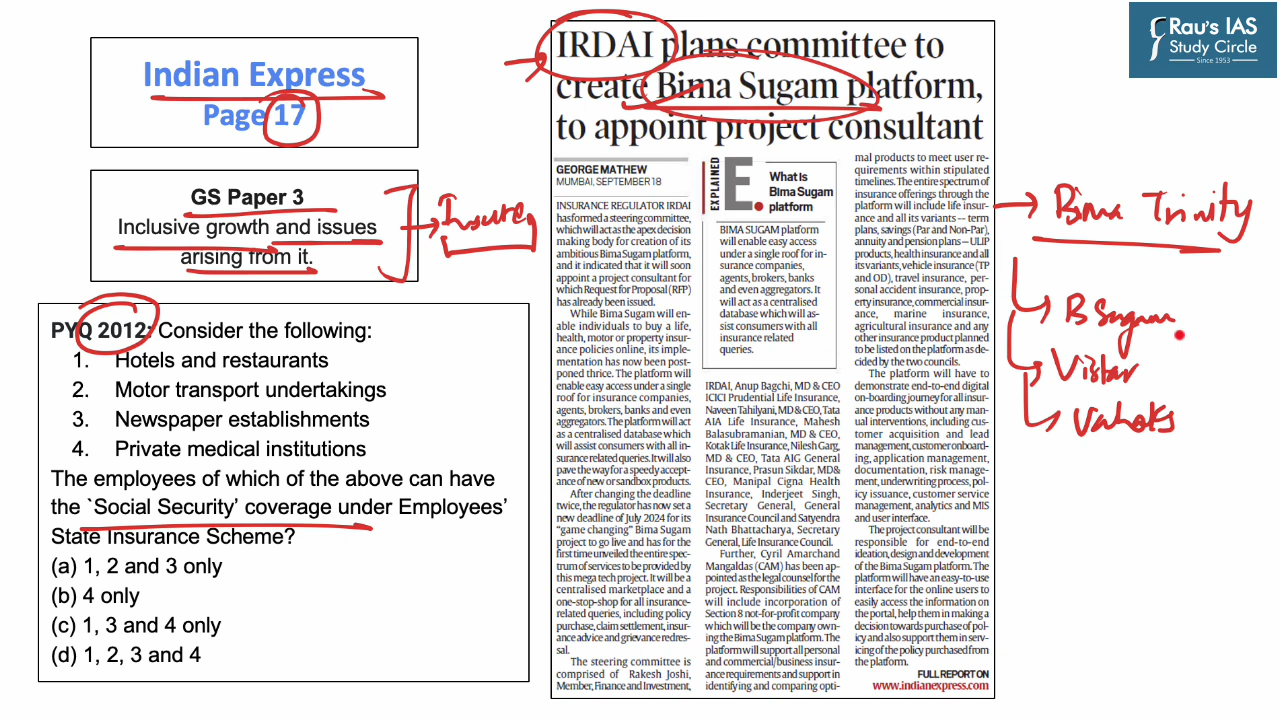 Indian Express
Page 17
GS Paper 3
Inclusive growth and issues
arising from it.
PYQ 2012: Consider the following:
1. Hotels and restaurants
2. Motor transport undertakings
3. Newspaper establishments
4. Private medical institutions
The employees of which of the above can have
the `Social Security’ coverage under Employees’
State Insurance Scheme?
(a) 1, 2 and 3 only
(b) 4 only
(c) 1, 3 and 4 only
(d) 1, 2, 3 and 4
IRDAI plans committee to
create Bima Sugam platform,
to appoint project consultant
GEORGE MATHEW
MUMBAI, SEPTEMBER 18
INSURANCE REGULATOR IRDAI
has formed a steering committee,
which will act as the apex decision
making body for creation of its
ambitious Bima Sugam platform,
and it indicated that it will soon
appoint a project consultant for
which Request for Proposal (RFP)
has already been issued.
While Bima Sugam will en-
able individuals to buy a life,
health, motor or property insur-
ance policies online, its imple-
mentation has now been post-
poned thrice. The platform will
enable easy access under a single
roof for insurance companies,
agents, brokers, banks and even
aggregators. The platform will act
as a centralised database which
will assist consumers with all in-
surance related queries. It will also
pave the way for a speedy accept-
ance of new or sandbox products.
After changing the deadline
twice, the regulator has now set a
new deadline of July 2024 for its
“game changing” Bima Sugam
project to go live and has for the
first time unveiled the entire spec-
trum of services to be provided by
this mega tech project. It will be a
centralised marketplace and a
one-stop-shop for all insurance-
related queries, including policy
purchase, claim settlement, insur-
ance advice and grievance redres-
sal.
The steering committee is
comprised of Rakesh Joshi,
Member, Finance and Investment,
EXPLAINED
E.
What Is
Bima Sugam
platform
BIMA SUGAM platform
will enable easy access
under a single roof for in-
surance companies,
agents, brokers, banks
and even aggregators. It
will act as a centralised
database which will as-
sist consumers with all
insurance related
queries.
IRDAI, Anup Bagchi, MD & CEO
ICICI Prudential Life Insurance,
Naveen Tahilyani, MD & CEO, Tata
AIA Life Insurance, Mahesh
Balasubramanian, MD & CEO,
Kotak Life Insurance, Nilesh Garg,
MD & CEO, Tata AIG General
Insurance, Prasun Sikdar, MD&
CEO, Manipal Cigna Health
Insurance, Inderjeet Singh,
Secretary General, General
Insurance Council and Satyendra
Nath Bhattacharya, Secretary
General, Life Insurance Council.
Further, Cyril Amarchand
Mangaldas (CAM) has been ap-
pointed as the legal counsel for the
project. Responsibilities of CAM
will include incorporation of
Section 8 not-for-profit company
which will be the company own-
ing the Bima Sugam platform. The
platform will support all personal
and commercial/business insur-
ance requirements and support in
identifying and comparing opti-
mal products to meet user re-
quirements within stipulated
timelines. The entire spectrum of
insurance offerings through the
platform will include life insur-
ance and all its variants -- term
plans, savings (Par and Non-Par),
annuity and pension plans -- ULIP
products, health insurance and all
its variants, vehicle insurance (TP
and OD), travel insurance, per-
sonal accident insurance, prop-
erty insurance, commercial insur-
ance, marine insurance,
agricultural insurance and any
other insurance product planned
to be listed on the platform as de-
cided by the two councils.
The platform will have to
demonstrate end-to-end digital
on-boarding journey for all insur-
ance products without any man-
ual interventions, including cus-
tomer acquisition and lead
management, customer onboard-
ing, application management,
documentation, risk manage-
ment, underwriting process, pol-
icy issuance, customer service
management, analytics and MIS
and user interface.
The project consultant will be
responsible for end-to-end
ideation, design and development
of the Bima Sugam platform. The
platform will have an easy-to-use
interface for the online users to
easily access the information on
the portal, help them in making a
decision towards purchase of pol-
icy and also support them in serv-
icing of the policy purchased from
the platform.
FULL REPORT ON
www.indianexpress.com
Rau's IAS
Study Circle
Since 1953
Bima Trinity
B Sugam
Vistar